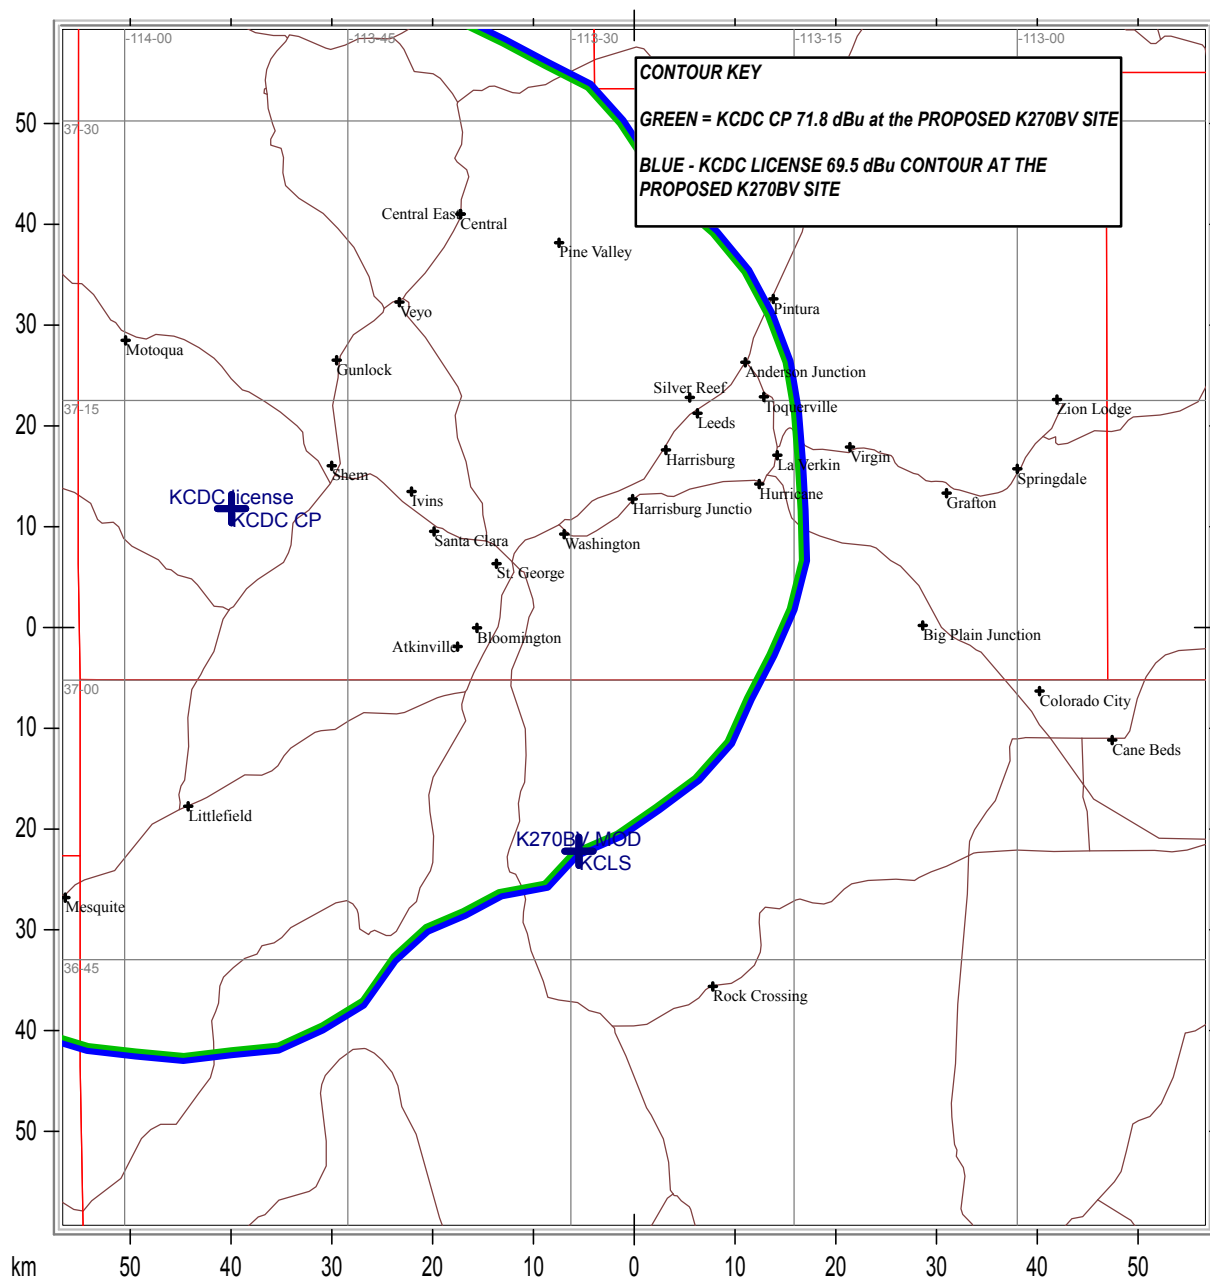 -114-00
-113-45
-113-30
-113-15
-113-00
CONTOUR KEY
GREEN = KCDC CP 71.8 dBu at the PROPOSED K270BV SITE
BLUE - KCDC LICENSE 69.5 dBu CONTOUR AT THE
PROPOSED K270BV SITE
50
37-30
40
Central East
Central
Pine Valley
30
Veyo
Pintura
Motoqua
Gunlock
Anderson Junction
Silver Reef
Toquerville
Zion Lodge
37-15
20
Leeds
Harrisburg
La Verkin
Virgin
Shem
Springdale
KCDC license
Ivins
Harrisburg Junctio
Hurricane
Grafton
10
KCDC CP
Santa Clara
Washington
St. George
0
Bloomington
Big Plain Junction
Atkinville
37-00
Colorado City
10
Cane Beds
Littlefield
20
K270BV MOD
KCLS
Mesquite
30
36-45
Rock Crossing
40
50
km
50
40
30
20
10
0
10
20
30
40
50